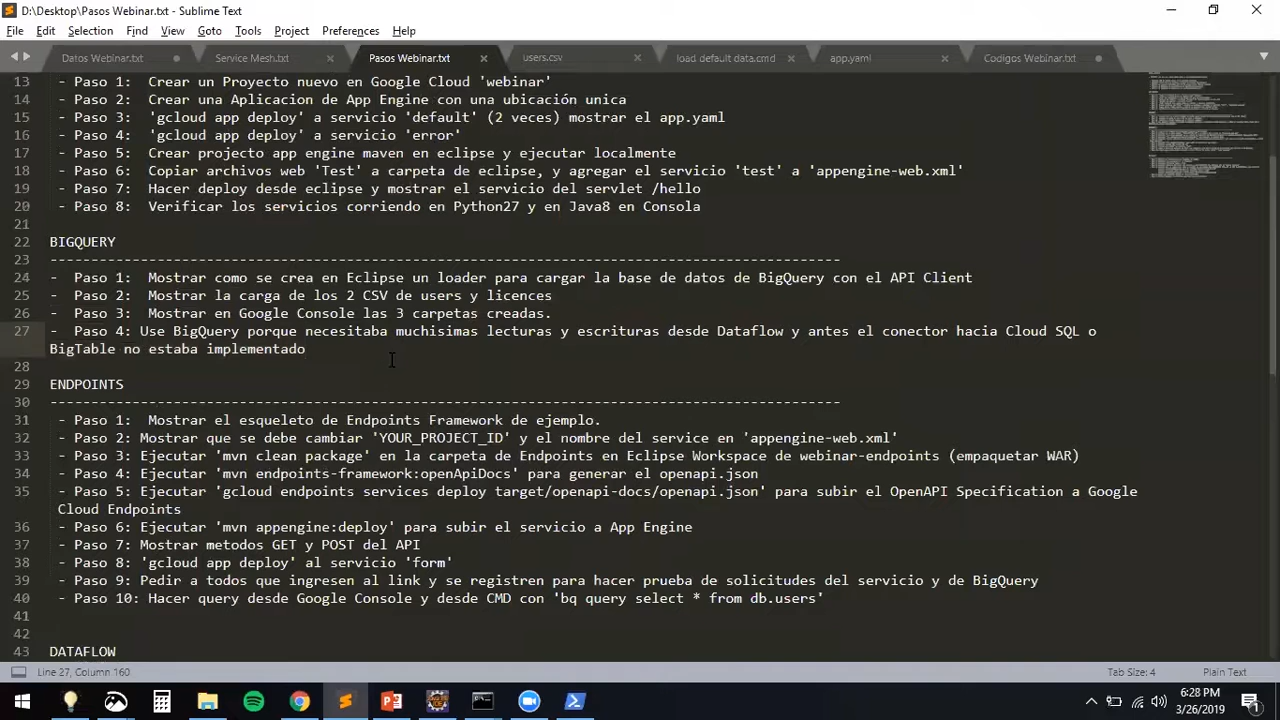 D:\Desktop\Pasos Webinar.txt - Sublime Text
File Edit Selection Find View Goto Tools Project Preferences Help
Datos Webinar.txt Service Mesh.txt Pasos Webinar.txt users.csv load default data.cmd app.yaml Codigos Webinar.txt
13 - Paso 1: Crear un Proyecto nuevo en Google Cloud 'webinar'
14 - Paso 2: Crear una Aplicacion de App Engine con una ubicación unica
15 - Paso 3: 'gcloud app deploy' a servicio 'default' (2 veces) mostrar el app.yaml
16 - Paso 4: 'gcloud app deploy' a servicio 'error'
17 - Paso 5: Crear projecto app engine maven en eclipse y ejecutar localmente
18 - Paso 6: Copiar archivos web 'Test' a carpeta de eclipse, y agregar el servicio 'test' a 'appengine-web.xml'
19 - Paso 7: Hacer deploy desde eclipse y mostrar el servicio del servlet /hello
20 - Paso 8: Verificar los servicios corriendo en Python27 y en Java8 en Consola
21
22 BIGQUERY
23 ----------------------------------------------------------------------------------------
24 - Paso 1: Mostrar como se crea en Eclipse un loader para cargar la base de datos de BigQuery con el API Client
25 - Paso 2: Mostrar la carga de los 2 CSV de users y licences
26 - Paso 3: Mostrar en Google Console las 3 carpetas creadas.
27 - Paso 4: Use BigQuery porque necesitaba muchisimas lecturas y escrituras desde Dataflow y antes el conector hacia Cloud SQL o
BigTable no estaba implementado
28
29 ENDPOINTS
30 ----------------------------------------------------------------------------------------
31 - Paso 1: Mostrar el esqueleto de Endpoints Framework de ejemplo.
32 - Paso 2: Mostrar que se debe cambiar 'YOUR_PROJECT_ID' y el nombre del service en 'appengine-web.xml'
33 - Paso 3: Ejecutar 'mvn clean package' en la carpeta de Endpoints en Eclipse Workspace de webinar-endpoints (empaquetar WAR)
34 - Paso 4: Ejecutar 'mvn endpoints-framework:openApiDocs' para generar el openapi.json
35 - Paso 5: Ejecutar 'gcloud endpoints services deploy target/openapi-docs/openapi.json' para subir el OpenAPI Specification a Google
Cloud Endpoints
36 - Paso 6: Ejecutar 'mvn appengine:deploy' para subir el servicio a App Engine
37 - Paso 7: Mostrar metodos GET y POST del API
38 - Paso 8: 'gcloud app deploy' al servicio 'form'
39 - Paso 9: Pedir a todos que ingresen al link y se registren para hacer prueba de solicitudes del servicio y de BigQuery
40 - Paso 10: Hacer query desde Google Console y desde CMD con 'bq query select * from db.users'
41
42
43 DATAFLOW
Line 27, Column 160 Tab Size: 4 Plain Text
6:28 PM
3/26/2019